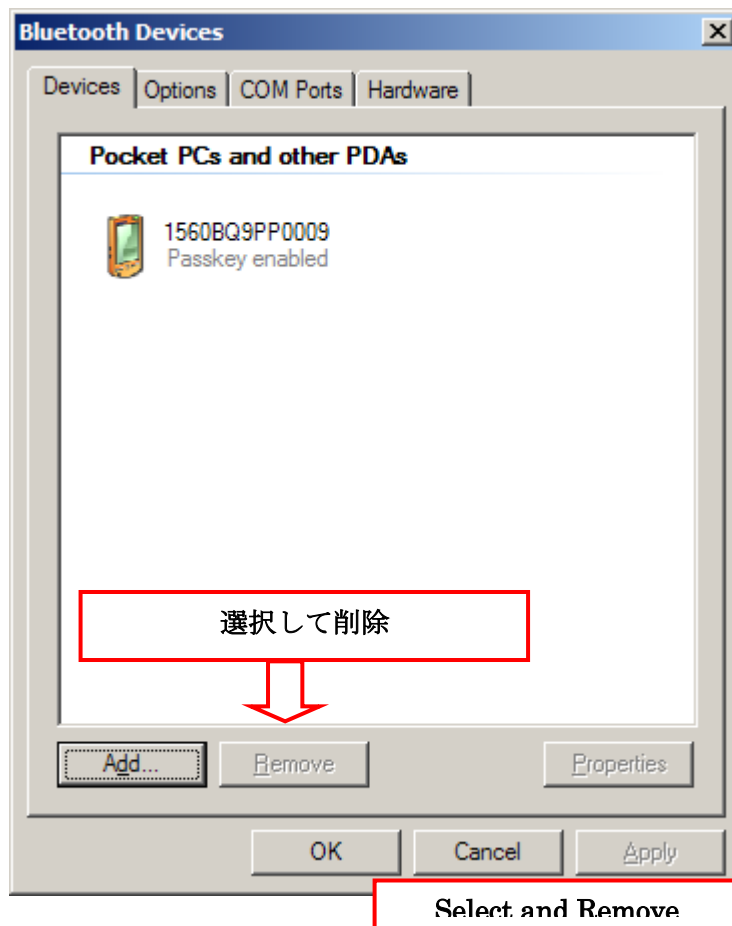 Bluetooth Devices
Devices Options COM Ports Hardware
Pocket PCs and other PDAs
1560BQ9PP0009
Passkey enabled
選択して削除
Add... Remove Properties
OK Cancel Apply
Select and Remove